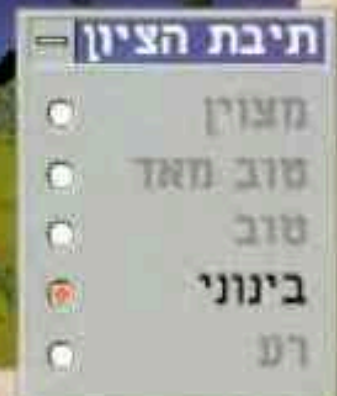 תיבת הציון
מצוין
טוב מאד
טוב
בינוני
רע